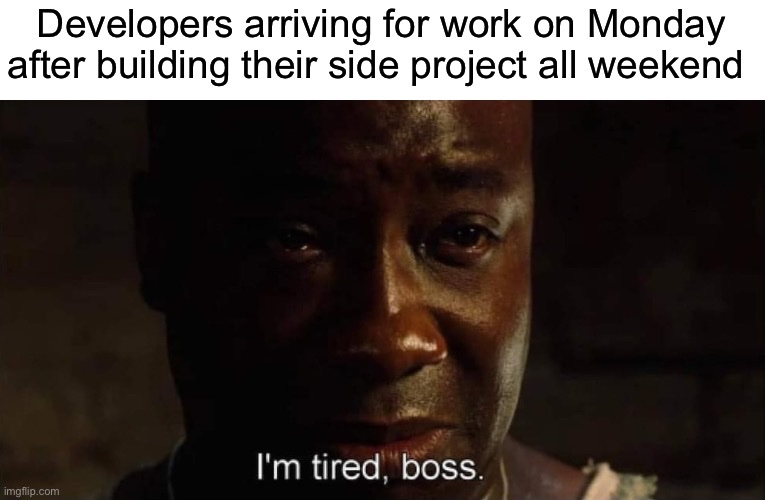 Developers arriving for work on Monday
after building their side project all weekend
I'm tired, boss.
imgflip.com